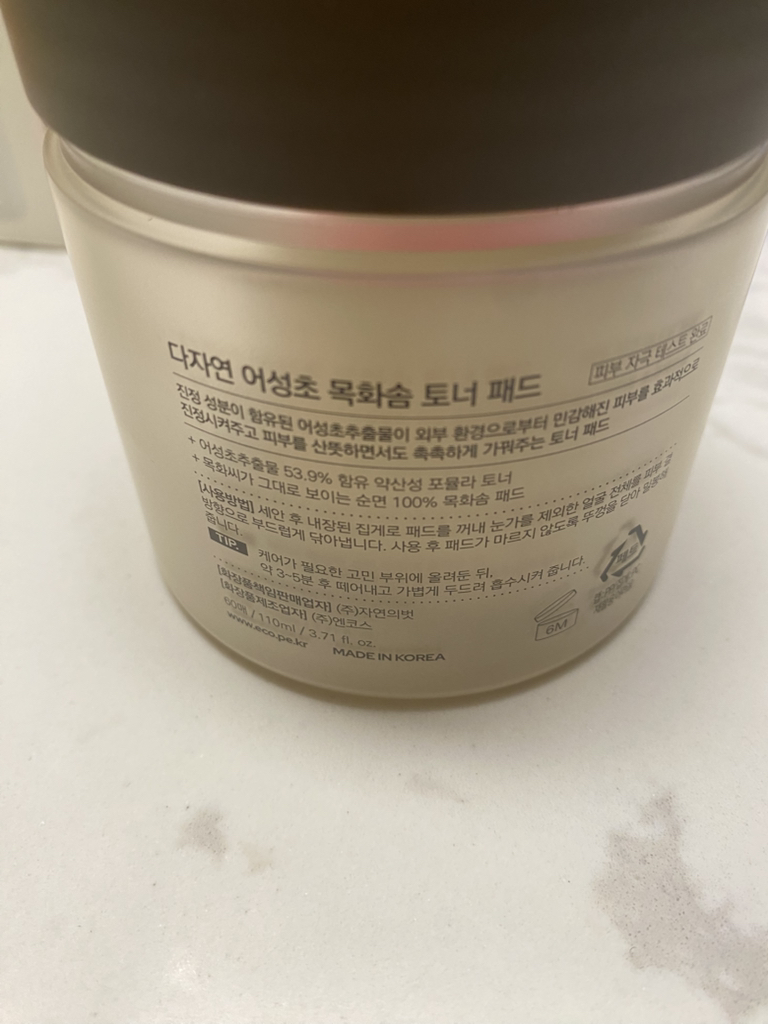 다자연 어성초 목화솜 토너 패드
피부 자극 테스트 완료
진정 성분이 함유된 어성초추출물이 외부 환경으로부터 민감해진 피부를 효과적으로
진정시켜주고 피부를 산뜻하면서도 촉촉하게 가꿔주는 토너 패드
+ 어성초추출물 53.9% 함유 약산성 포뮬라 토너
+ 목화씨가 그대로 보이는 순면 100% 목화솜 패드
[사용방법] 세안 후 내장된 집게로 패드를 꺼내 눈가를 제외한 얼굴 전체를 피부 결
방향으로 부드럽게 닦아냅니다. 사용 후 패드가 마르지 않도록 뚜껑을 닫아
줍니다.
TIP. 케어가 필요한 고민 부위에 올려둔 뒤,
약 3~5분 후 떼어내고 가볍게 두드려 흡수시켜 줍니다.
[화장품책임판매업자] (주)자연의벗
[화장품제조업자] (주)엔코스
60매 / 110ml / 3.71 fl. oz.
www.eco.pe.kr
MADE IN KOREA
6M